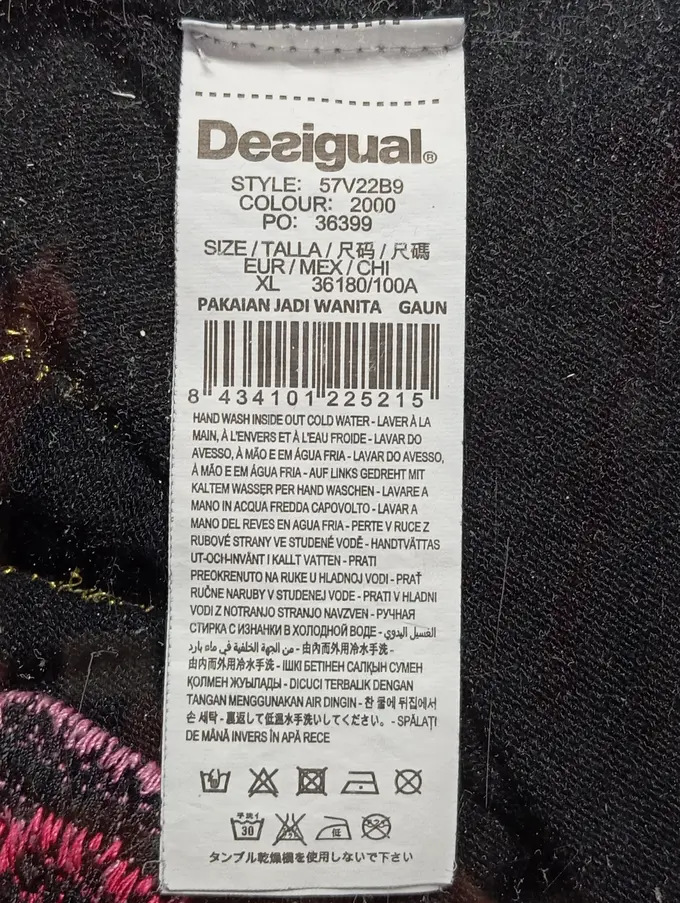 Desigual®
STYLE: 57V22B9
COLOUR: 2000
PO: 36399
SIZE / TALLA / 尺码 / 尺碼
EUR / MEX / CHI
XL 36180/100A
PAKAIAN JADI WANITA GAUN
8 434101 225215
HAND WASH INSIDE OUT COLD WATER - LAVER À LA
MAIN, À L'ENVERS ET À L'EAU FROIDE - LAVAR DO
AVESSO, À MÃO E EM ÁGUA FRIA - LAVAR DO AVESSO,
À MÃO E EM ÁGUA FRIA - AUF LINKS GEDREHT MIT
KALTEM WASSER PER HAND WASCHEN - LAVARE A
MANO IN ACQUA FREDDA CAPOVOLTO - LAVAR A
MANO DEL REVES EN AGUA FRIA - PERTE V RUCE Z
RUBOVÉ STRANY VE STUDENÉ VODĚ - HANDTVÄTTAS
UT-OCH-INVÄNT I KALLT VATTEN - PRATI
PREOKRENUTO NA RUKE U HLADNOJ VODI - PRAŤ
RUČNE NARUBY V STUDENEJ VODE - PRATI V HLADNI
VODI Z NOTRANJO STRANJO NAVZVEN - РУЧНАЯ
СТИРКА С ИЗНАНКИ В ХОЛОДНОЙ ВОДЕ - الغسيل اليدوي
من الجهة الخلفية في ماء بارد - 由内而外用冷水手洗 -
由內而外用冷水手洗 - ІШКІ БЕТІНЕН САЛҚЫН СУМЕН
ҚОЛМЕН ЖУЫЛАДЫ - DICUCI TERBALIK DENGAN
TANGAN MENGGUNAKAN AIR DINGIN - 찬 물에 뒤집에서
손 세탁 - 裏返して低温水手洗いしてください。 - SPĂLAȚI
DE MÂNĂ INVERS ÎN APĂ RECE
手洗イ
30 低
タンブル乾燥機を使用しないで下さい